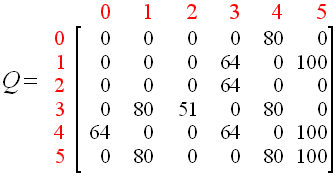 0 1 2 3 4 5
0 0 0 0 0 80 0
1 0 0 0 64 0 100
Q = 2 0 0 0 64 0 0
3 0 80 51 0 80 0
4 64 0 0 64 0 100
5 0 80 0 0 80 100